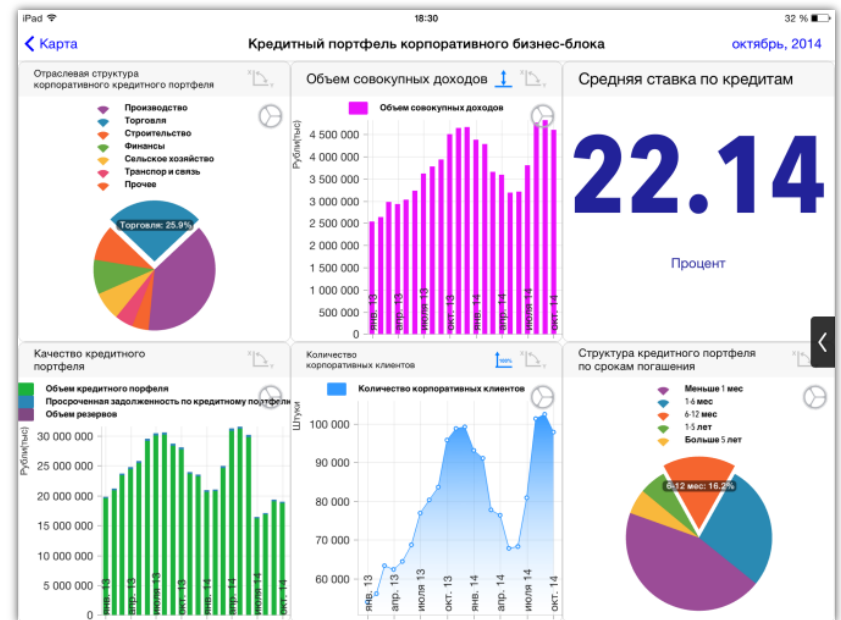 iPad 18:30 32 %
Карта Кредитный портфель корпоративного бизнес-блока октябрь, 2014
Отраслевая структура
корпоративного кредитного портфеля
X Y
Производство
Торговля
Строительство
Финансы
Сельское хозяйство
Транспор и связь
Прочее
Торговля: 25.9%
Объем совокупных доходов
X Y
Объем совокупных доходов
Рубли(тыс)
4 500 000
4 000 000
3 500 000
3 000 000
2 500 000
2 000 000
1 500 000
1 000 000
500 000
0
янв. 13 апр. 13 июля 13 окт. 13 янв. 14 апр. 14 июля 14 окт. 14
Средняя ставка по кредитам
22.14
Процент
Качество кредитного
портфеля
X Y
Объем кредитного порфеля
Просроченная задолженность по кредитному портфелю
Объем резервов
Рубли(тыс)
30 000 000
25 000 000
20 000 000
15 000 000
10 000 000
5 000 000
0
янв. 13 апр. 13 июля 13 окт. 13 янв. 14 апр. 14 июля 14 окт. 14
Количество
корпоративных клиентов
100%
X Y
Количество корпоративных клиентов
Штуки
100 000
90 000
80 000
70 000
60 000
янв. 13 апр. 13 июля 13 окт. 13 янв. 14 апр. 14 июля 14 окт. 14
Структура кредитного портфеля
по срокам погашения
X
Меньше 1 мес
1-6 мес
6-12 мес
1-5 лет
Больше 5 лет
6-12 мес: 16.2%